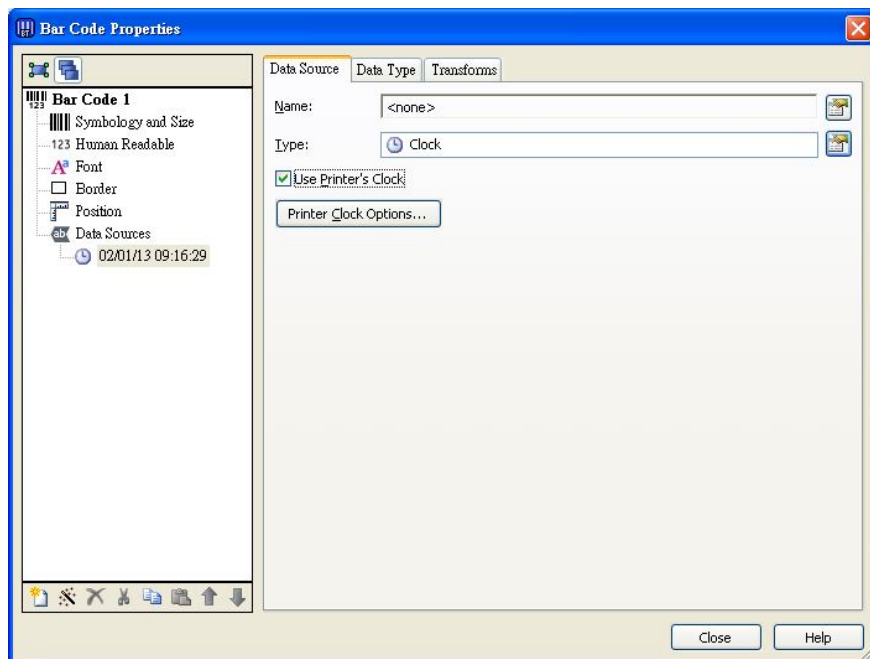 Bar Code Properties
Bar Code 1
Symbology and Size
123 Human Readable
Font
Border
Position
Data Sources
02/01/13 09:16:29
Data Source
Data Type
Transforms
Name:
<none>
Type:
Clock
Use Printer's Clock
Printer Clock Options...
Close
Help